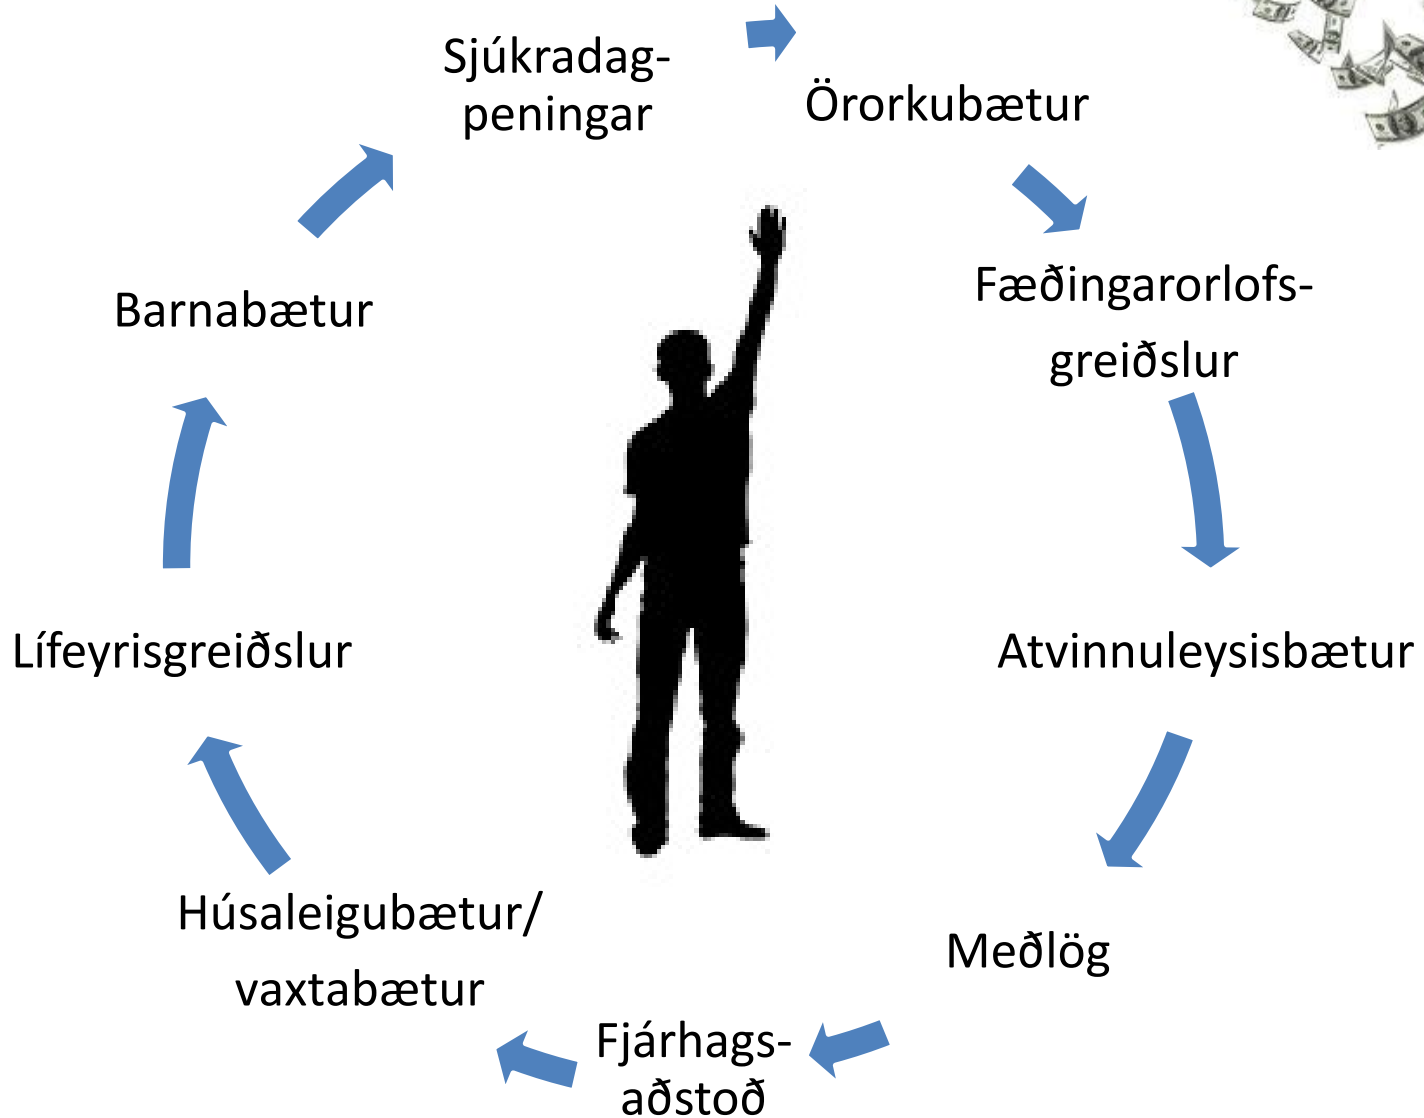 Sjúkradag-
peningar
Örorkubætur
Fæðingarorlofs-
greiðslur
Atvinnuleysisbætur
Meðlög
Fjárhags-
aðstoð
Húsaleigubætur/
vaxtabætur
Lífeyrisgreiðslur
Barnabætur